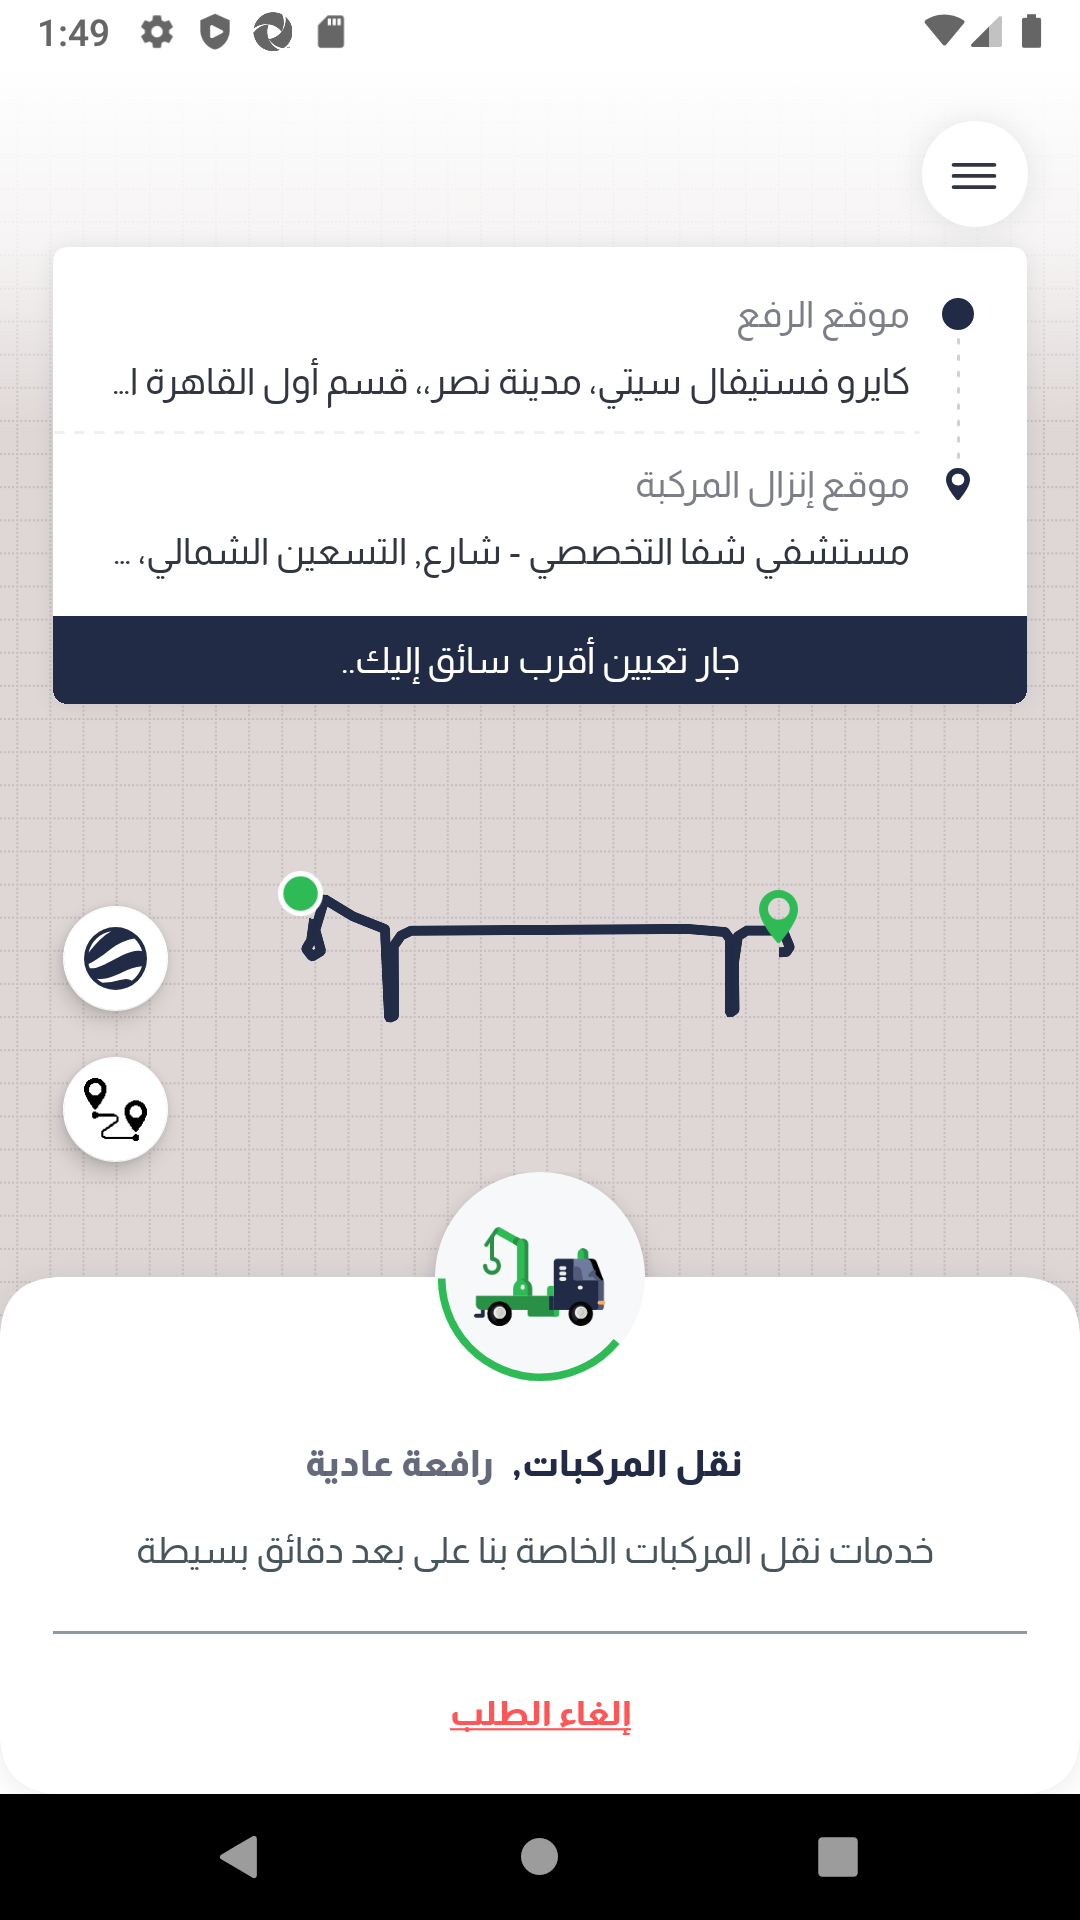 1:49
موقع الرفع
كايرو فستيفال سيتي، مدينة نصر،، قسم أول القاهرة ا...
موقع إنزال المركبة
مستشفي شفا التخصصي - شارع, التسعين الشمالي، ...
جار تعيين أقرب سائق إليك..
نقل المركبات, رافعة عادية
خدمات نقل المركبات الخاصة بنا على بعد دقائق بسيطة
إلغاء الطلب